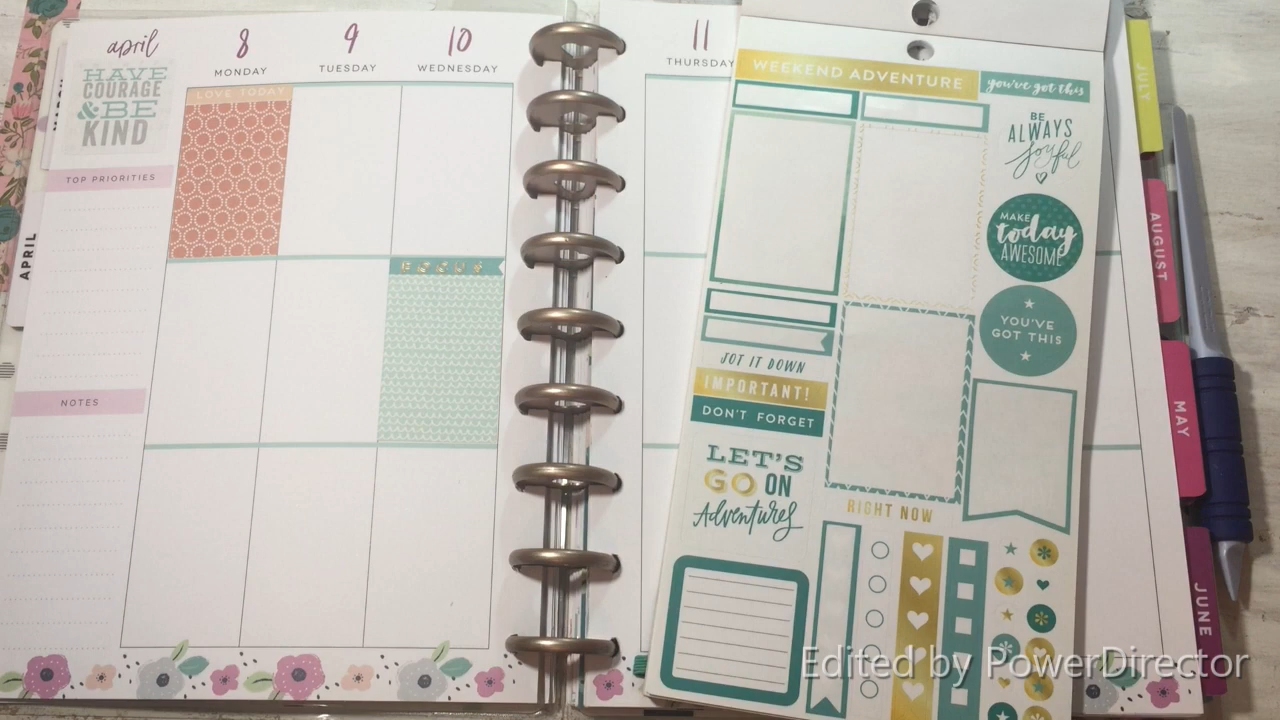 april
8
MONDAY
9
TUESDAY
10
WEDNESDAY
HAVE
COURAGE
& BE
KIND
LOVE TODAY
TOP PRIORITIES
NOTES
APRIL
11
THURSDAY
WEEKEND ADVENTURE
you've got this
BE
ALWAYS
joyful
MAKE
today
AWESOME
YOU'VE
GOT THIS
JOT IT DOWN
IMPORTANT!
DON'T FORGET
LET'S
GO ON
Adventures
RIGHT NOW
JULY
AUGUST
MAY
JUNE
Edited by PowerDirector